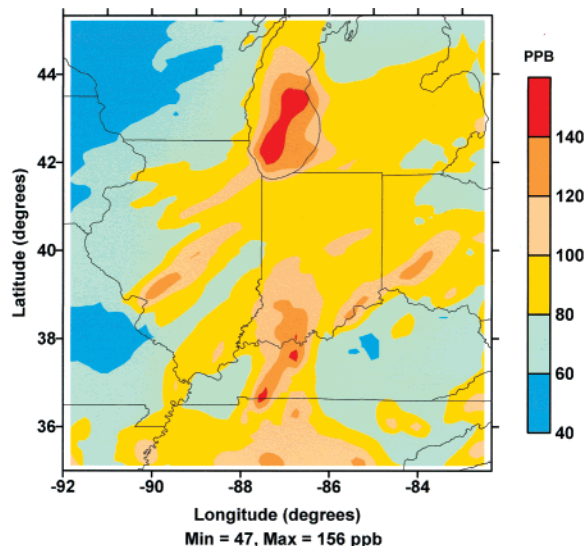 PPB
140
120
100
80
60
40
44
42
40
38
36
Latitude (degrees)
-92 -90 -88 -86 -84
Longitude (degrees)
Min = 47, Max = 156 ppb